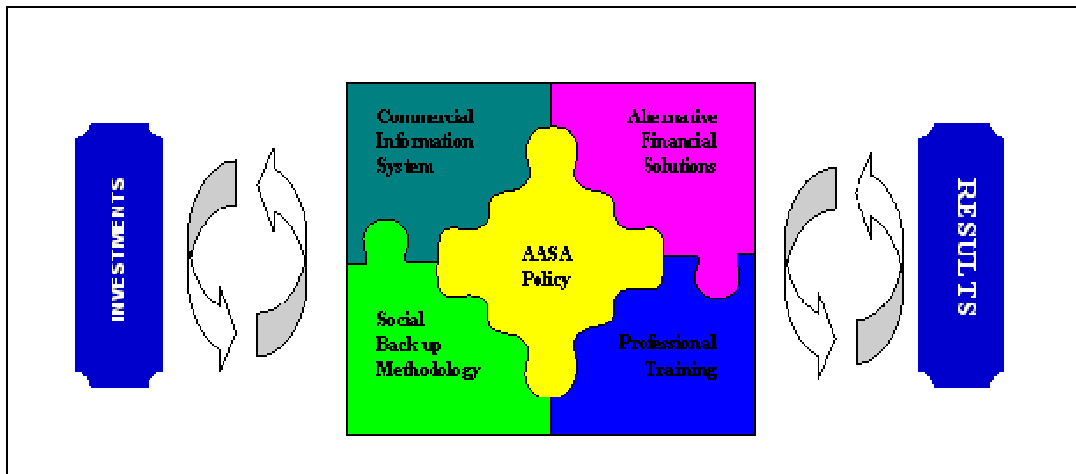 INVESTMENTS
Commercial
Information
System
Alternative
Financial
Solutions
AASA
Policy
Social
Back up
Methodology
Professional
Training
RESULTS